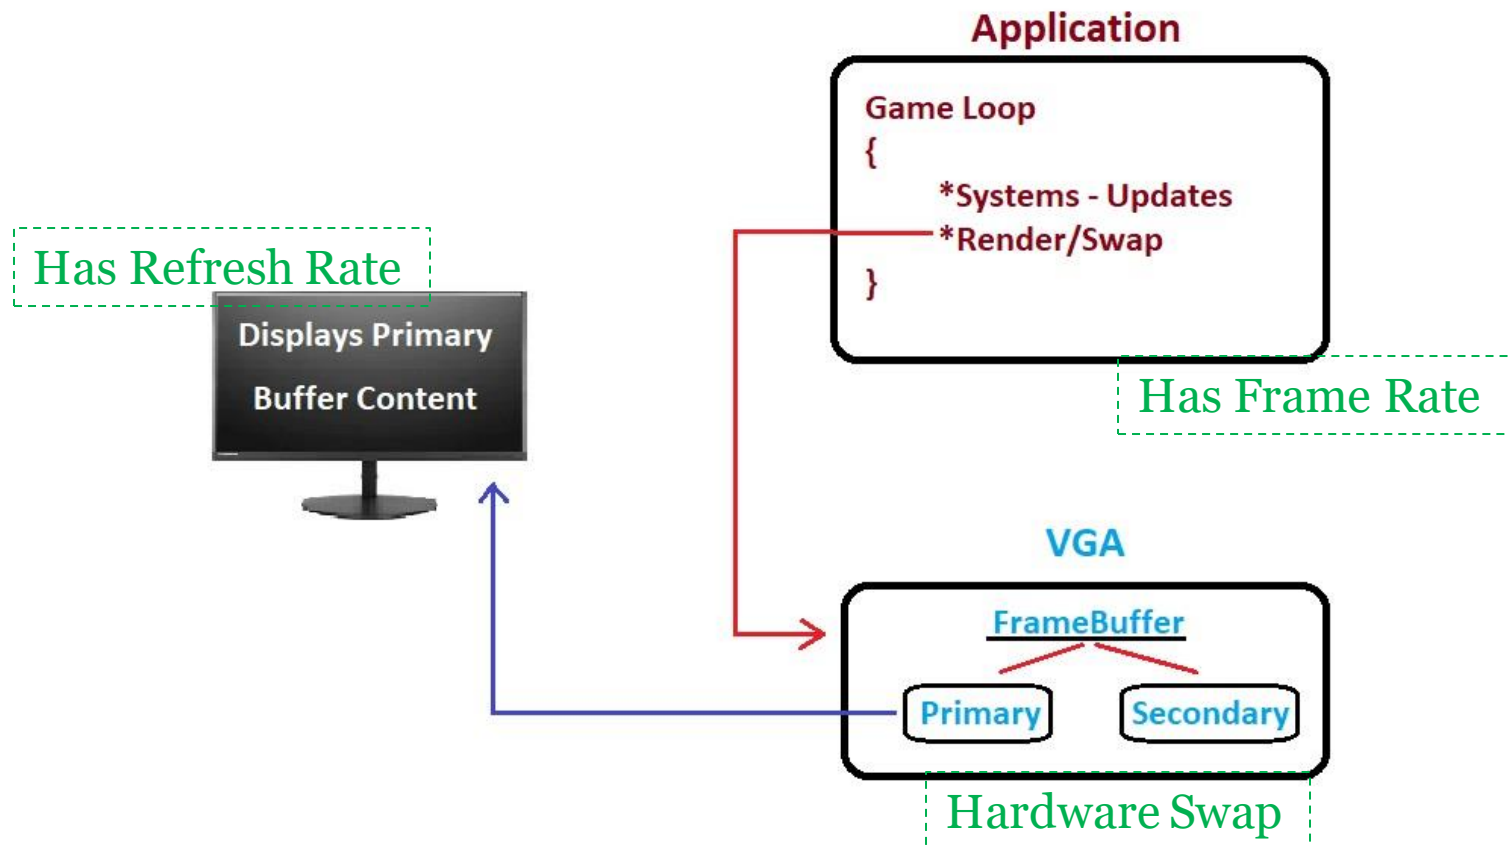 Application
Game Loop
{
*Systems - Updates
*Render/Swap
}
Has Frame Rate
Has Refresh Rate
Displays Primary
Buffer Content
VGA
FrameBuffer
Primary
Secondary
Hardware Swap